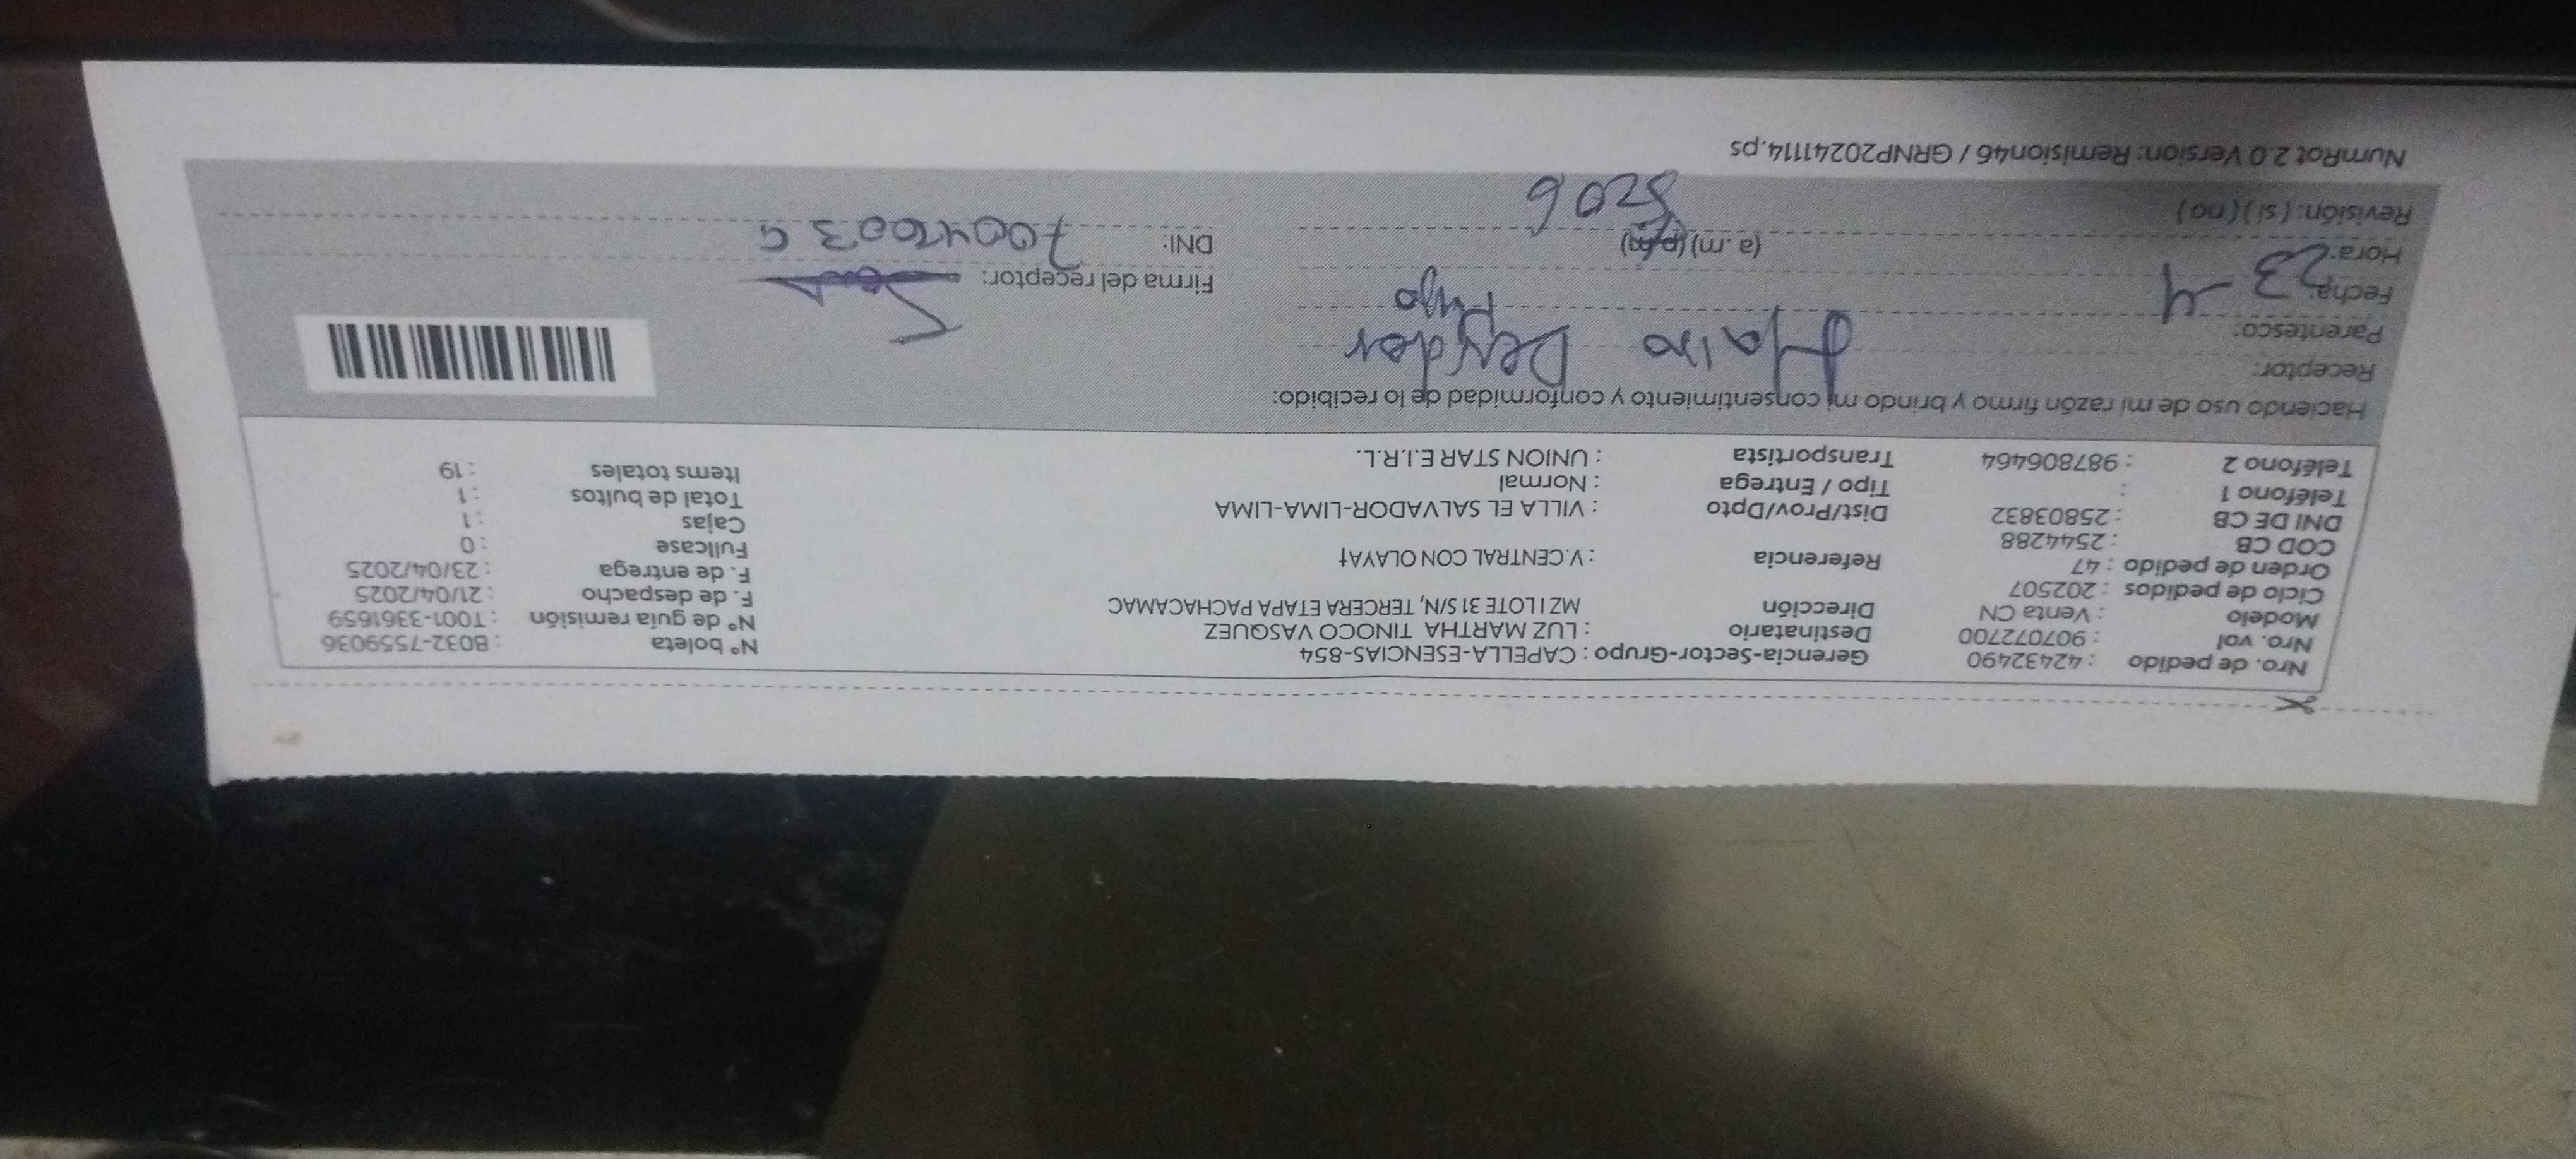 Nro. de pedido : 42432490 Gerencia-Sector-Grupo : CAPELLA-ESENCIAS-854 N° boleta : B032-7559036
Nro. vol : 907072700 Destinatario : LUZ MARTHA TINOCO VASQUEZ N° de guía remisión : T001-3361659
Modelo : Venta CN Dirección MZ I LOTE 31 S/N, TERCERA ETAPA PACHACAMAC F. de despacho : 21/04/2025
Ciclo de pedidos : 202507 F. de entrega : 23/04/2025
Orden de pedido : 47 Referencia : V.CENTRAL CON OLAYA† Fullcase : 0
COD CB : 2544288 Cajas : 1
DNI DE CB : 25803832 Dist/Prov/Dpto : VILLA EL SALVADOR-LIMA-LIMA Total de bultos : 1
Teléfono 1 : Tipo / Entrega : Normal Items totales : 19
Teléfono 2 : 987806464 Transportista : UNION STAR E.I.R.L.
Haciendo uso de mi razón firmo y brindo mi consentimiento y conformidad de lo recibido:
Receptor:
Parentesco:
Fecha: 23-4
Hora: (a. m) (p.m) Firma del receptor:
Revisión: ( si ) ( no ) DNI:
NumRot 2.0 Version: Remision46 / GRNP20241114.ps